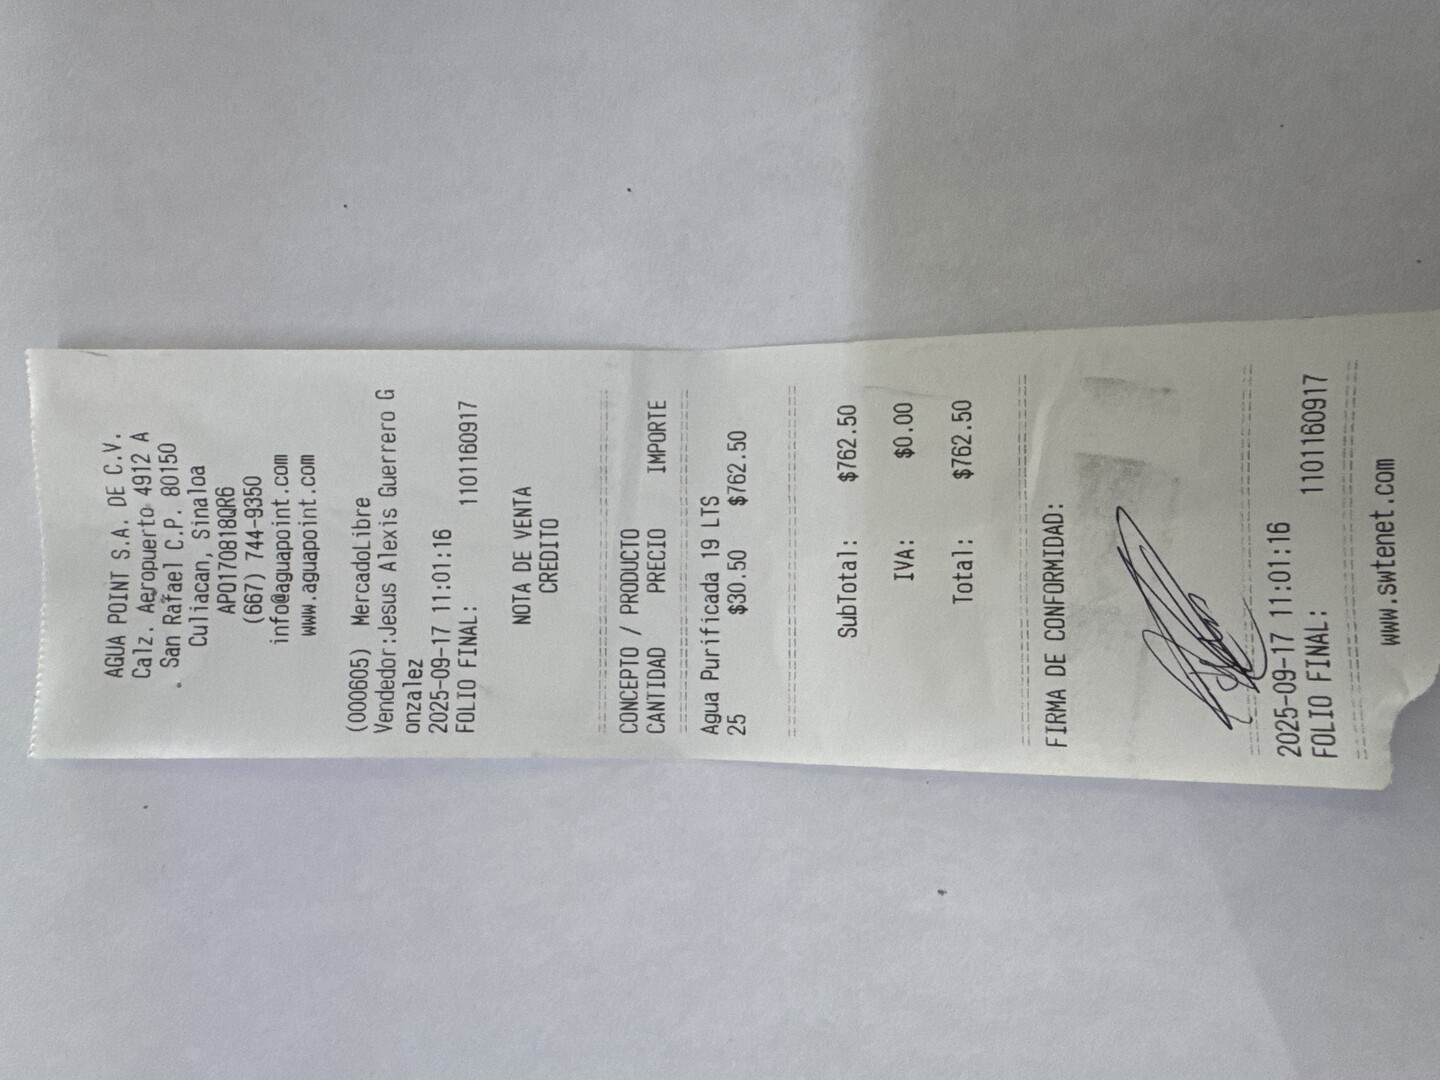 AGUA POINT S.A. DE C.V.
Calz. Aeropuerto 4912 A
San Rafael C.P. 80150
Culiacan, Sinaloa
APO170818QR6
(667) 744-9350
info@aguapoint.com
www.aguapoint.com
(000605) MercadoLibre
Vendedor:Jesus Alexis Guerrero G
onzalez
2025-09-17 11:01:16
FOLIO FINAL: 1101160917
NOTA DE VENTA
CREDITO
CONCEPTO / PRODUCTO
CANTIDAD PRECIO IMPORTE
Agua Purificada 19 LTS
25 $30.50 $762.50
SubTotal: $762.50
IVA: $0.00
Total: $762.50
FIRMA DE CONFORMIDAD:
2025-09-17 11:01:16
FOLIO FINAL: 1101160917
www.swtenet.com